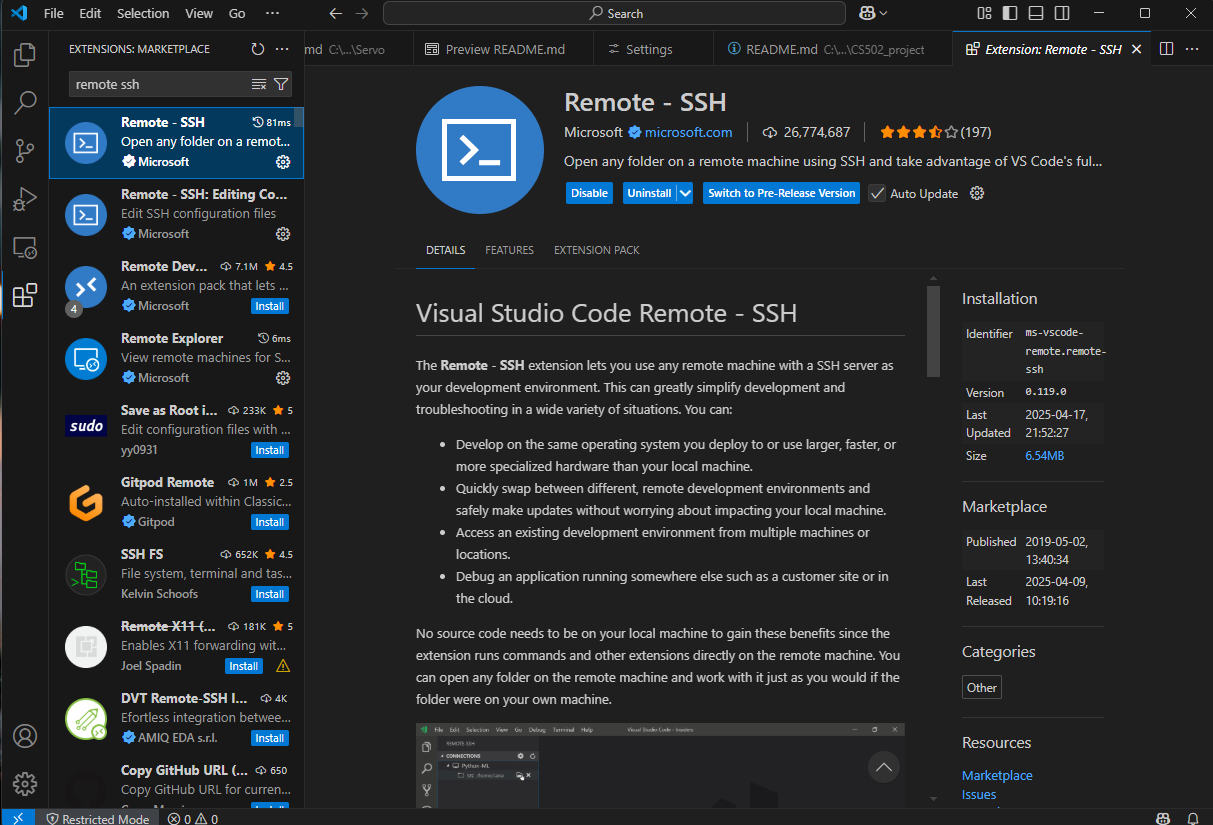 File Edit Selection View Go ··· Search
EXTENSIONS: MARKETPLACE
remote ssh
Remote - SSH 81ms
Open any folder on a remot...
Microsoft
Remote - SSH: Editing Co...
Edit SSH configuration files
Microsoft
Remote Dev... 7.1M 4.5
An extension pack that lets ...
4
Microsoft Install
Remote Explorer 6ms
View remote machines for S...
Microsoft
Save as Root i... 233K 5
sudo
Edit configuration files with ...
yy0931 Install
Gitpod Remote 1M 2.5
Auto-installed within Classic...
Gitpod Install
SSH FS 652K 4.5
File system, terminal and tas...
Kelvin Schoofs Install
Remote X11 (... 181K 5
Enables X11 forwarding wit...
Joel Spadin Install
DVT Remote-SSH I... 4K
Effortless integration betwee...
AMIQ EDA s.r.l. Install
Copy GitHub URL (... 650
Copy GitHub URL for curren...
md C:\...\Servo Preview README.md Settings README.md C:\...\CS502_project Extension: Remote - SSH
Remote - SSH
Microsoft microsoft.com 26,774,687 (197)
Open any folder on a remote machine using SSH and take advantage of VS Code's ful...
Disable Uninstall Switch to Pre-Release Version Auto Update
DETAILS FEATURES EXTENSION PACK
Visual Studio Code Remote - SSH
The Remote - SSH extension lets you use any remote machine with a SSH server as
your development environment. This can greatly simplify development and
troubleshooting in a wide variety of situations. You can:
• Develop on the same operating system you deploy to or use larger, faster, or
more specialized hardware than your local machine.
• Quickly swap between different, remote development environments and
safely make updates without worrying about impacting your local machine.
• Access an existing development environment from multiple machines or
locations.
• Debug an application running somewhere else such as a customer site or in
the cloud.
No source code needs to be on your local machine to gain these benefits since the
extension runs commands and other extensions directly on the remote machine. You
can open any folder on the remote machine and work with it just as you would if the
folder were on your own machine.
File Edit Selection View Go Debug Terminal Help Visual Studio Code - Insiders
REMOTE SSH
CONNECTIONS
Python-ML
Installation
Identifier ms-vscode-
remote.remote-
ssh
Version 0.119.0
Last 2025-04-17,
Updated 21:52:27
Size 6.54MB
Marketplace
Published 2019-05-02,
13:40:34
Last 2025-04-09,
Released 10:19:16
Categories
Other
Resources
Marketplace
Issues
Restricted Mode 0 0